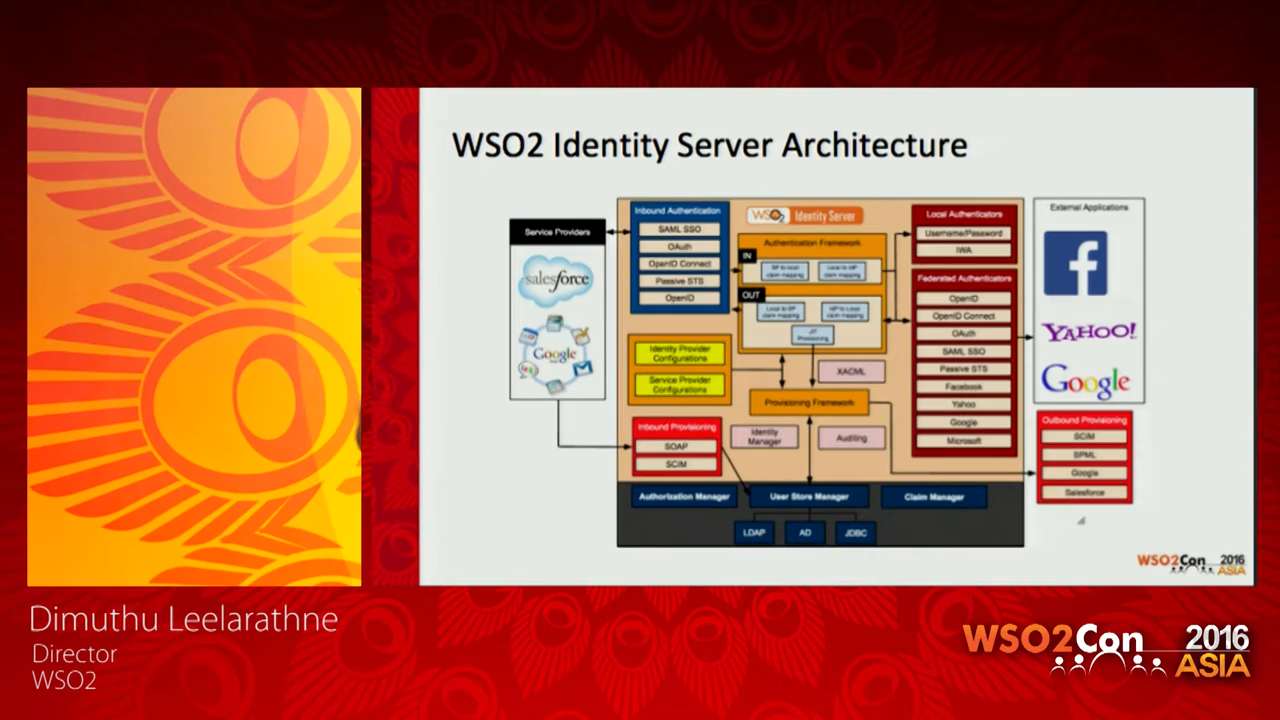 WSO2 Identity Server Architecture
Service Providers
salesforce
Google
Inbound Authentication
SAML SSO
OAuth
OpenID Connect
Passive STS
OpenID
WSO2 Identity Server
Authentication Framework
IN
SP to local
claim mapping
Local to IdP
claim mapping
OUT
Local to SP
claim mapping
IdP to Local
claim mapping
JIT
Provisioning
Identity Provider
Configurations
Service Provider
Configurations
XACML
Provisioning Framework
Inbound Provisioning
SOAP
SCIM
Identity
Manager
Auditing
Local Authenticators
Username/Password
IWA
Federated Authenticators
OpenID
OpenID Connect
OAuth
SAML SSO
Passive STS
Facebook
Yahoo
Google
Microsoft
External Applications
f
YAHOO!
Google
Outbound Provisioning
SCIM
SPML
Google
Salesforce
Authorization Manager
User Store Manager
Claim Manager
LDAP
AD
JDBC
WSO2Con 2016
ASIA
Dimuthu Leelarathne
Director
WSO2
WSO2Con 2016
ASIA